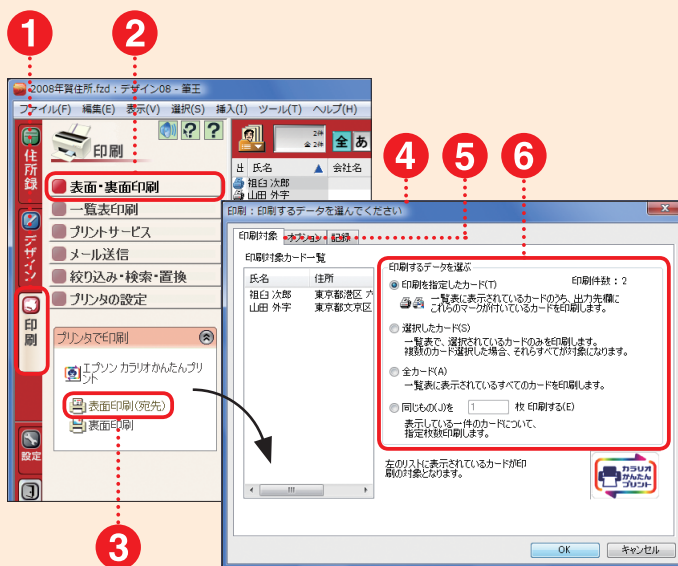 1
2
2008年賀住所.fzd：デザイン08 - 筆王
ファイル(F) 編集(E) 表示(V) 選択(S) 挿入(I) ツール(T) ヘルプ(H)
住所録
デザイン
印刷
設定
印刷
表面・裏面印刷
一覧表印刷
プリントサービス
メール送信
絞り込み・検索・置換
プリンタの設定
プリンタで印刷
エプソン カラリオかんたんプリ
ント
表面印刷(宛先)
裏面印刷
3
2件
全 2件
全 あ
出 氏名 ▲ 会社名
祖臼 次郎
山田 外字
4
5
6
印刷：印刷するデータを選んでください
印刷対象 オプション 記録
印刷対象カード一覧
氏名 住所
祖臼 次郎 東京都港区 六
山田 外字 東京都文京区
印刷するデータを選ぶ
印刷を指定したカード(T) 印刷件数：2
一覧表に表示されているカードのうち、出力先欄に
これらのマークが付いているカードを印刷します。
選択したカード(S)
一覧表で、選択されているカードのみを印刷します。
複数のカード選択した場合、それらすべてが対象になります。
全カード(A)
一覧表に表示されているすべてのカードを印刷します。
同じもの(J)を 1 枚 印刷する(E)
表示している一件のカードについて、
指定枚数印刷します。
左のリストに表示されているカードが印
刷の対象となります。
カラリオ
かんたん
プリント
OK キャンセル